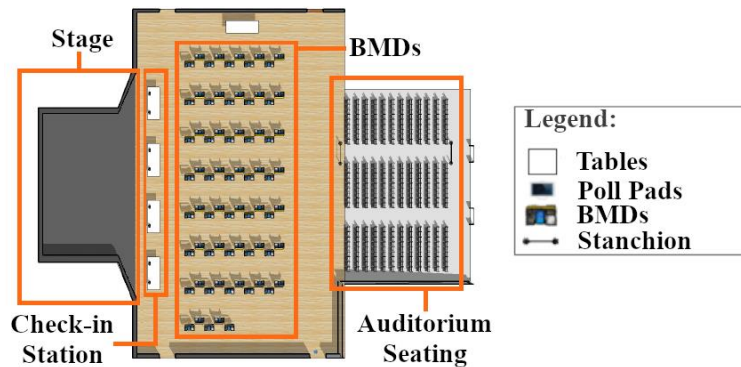 Stage
BMDs
Legend:
Tables
Poll Pads
BMDs
Stanchion
Check-in
Station
Auditorium
Seating